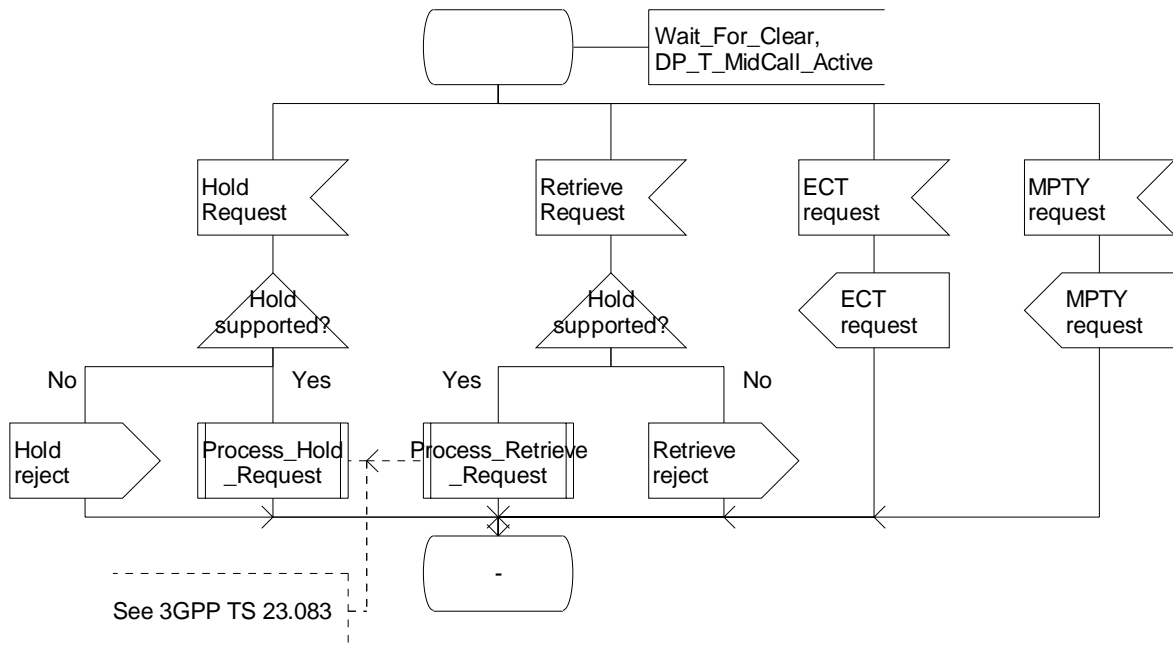 Wait_For_Clear,
DP_T_MidCall_Active
Hold
Request
Retrieve
Request
ECT
request
MPTY
request
Hold
supported?
Hold
supported?
ECT
request
MPTY
request
No
Yes
Yes
No
Hold
reject
Process_Hold
_Request
Process_Retrieve
_Request
Retrieve
reject
-
See 3GPP TS 23.083